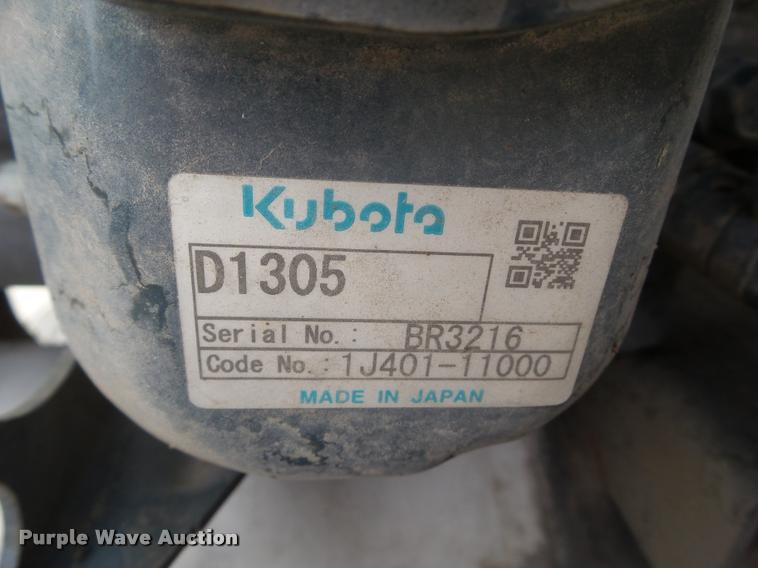 Kubota
D1305
Serial No.: BR3216
Code No.: 1J401-11000
MADE IN JAPAN
Purple Wave Auction